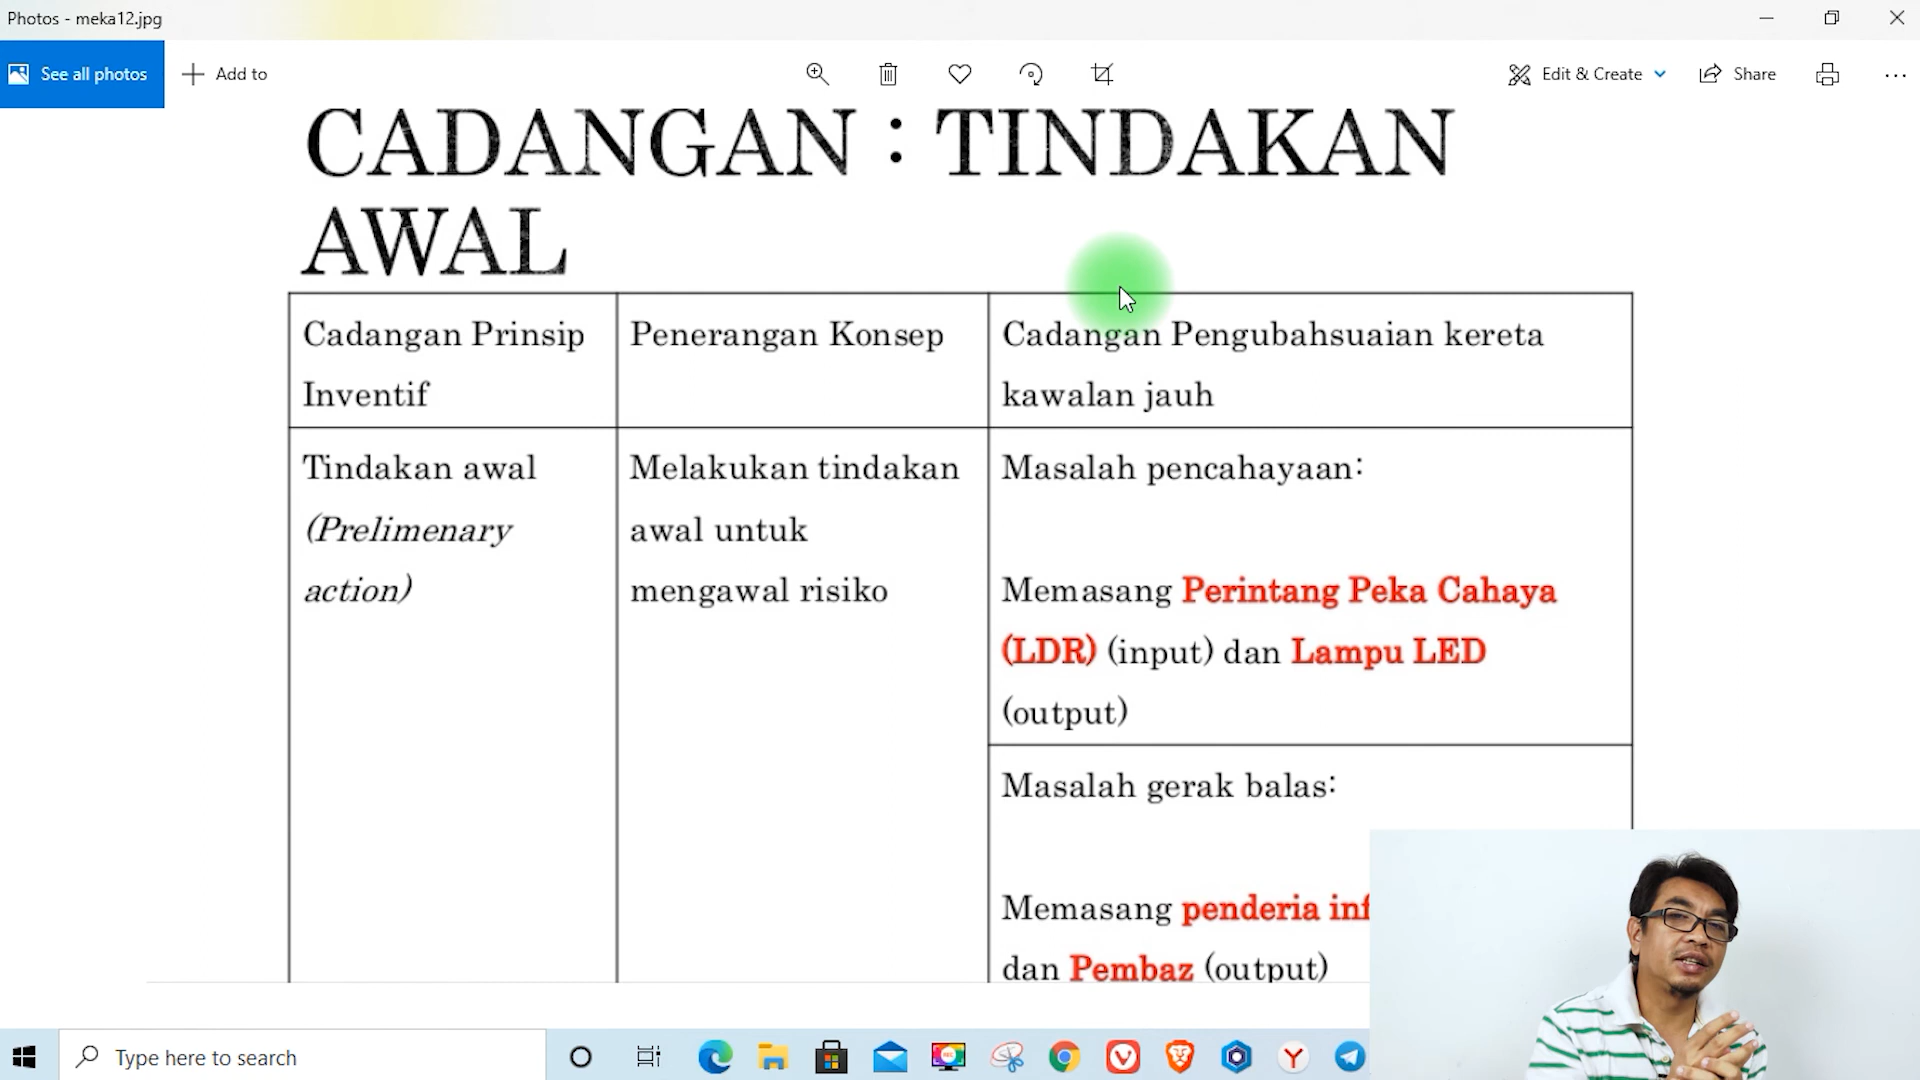 Photos - meka12.jpg
See all photos
Add to
Edit & Create
Share
CADANGAN : TINDAKAN
AWAL
Cadangan Prinsip
Inventif
Penerangan Konsep
Cadangan Pengubahsuaian kereta
kawalan jauh
Tindakan awal
(Prelimenary
action)
Melakukan tindakan
awal untuk
mengawal risiko
Masalah pencahayaan:
Memasang Perintang Peka Cahaya
(LDR) (input) dan Lampu LED
(output)
Masalah gerak balas:
Memasang penderia
dan Pembaz (output)
Type here to search